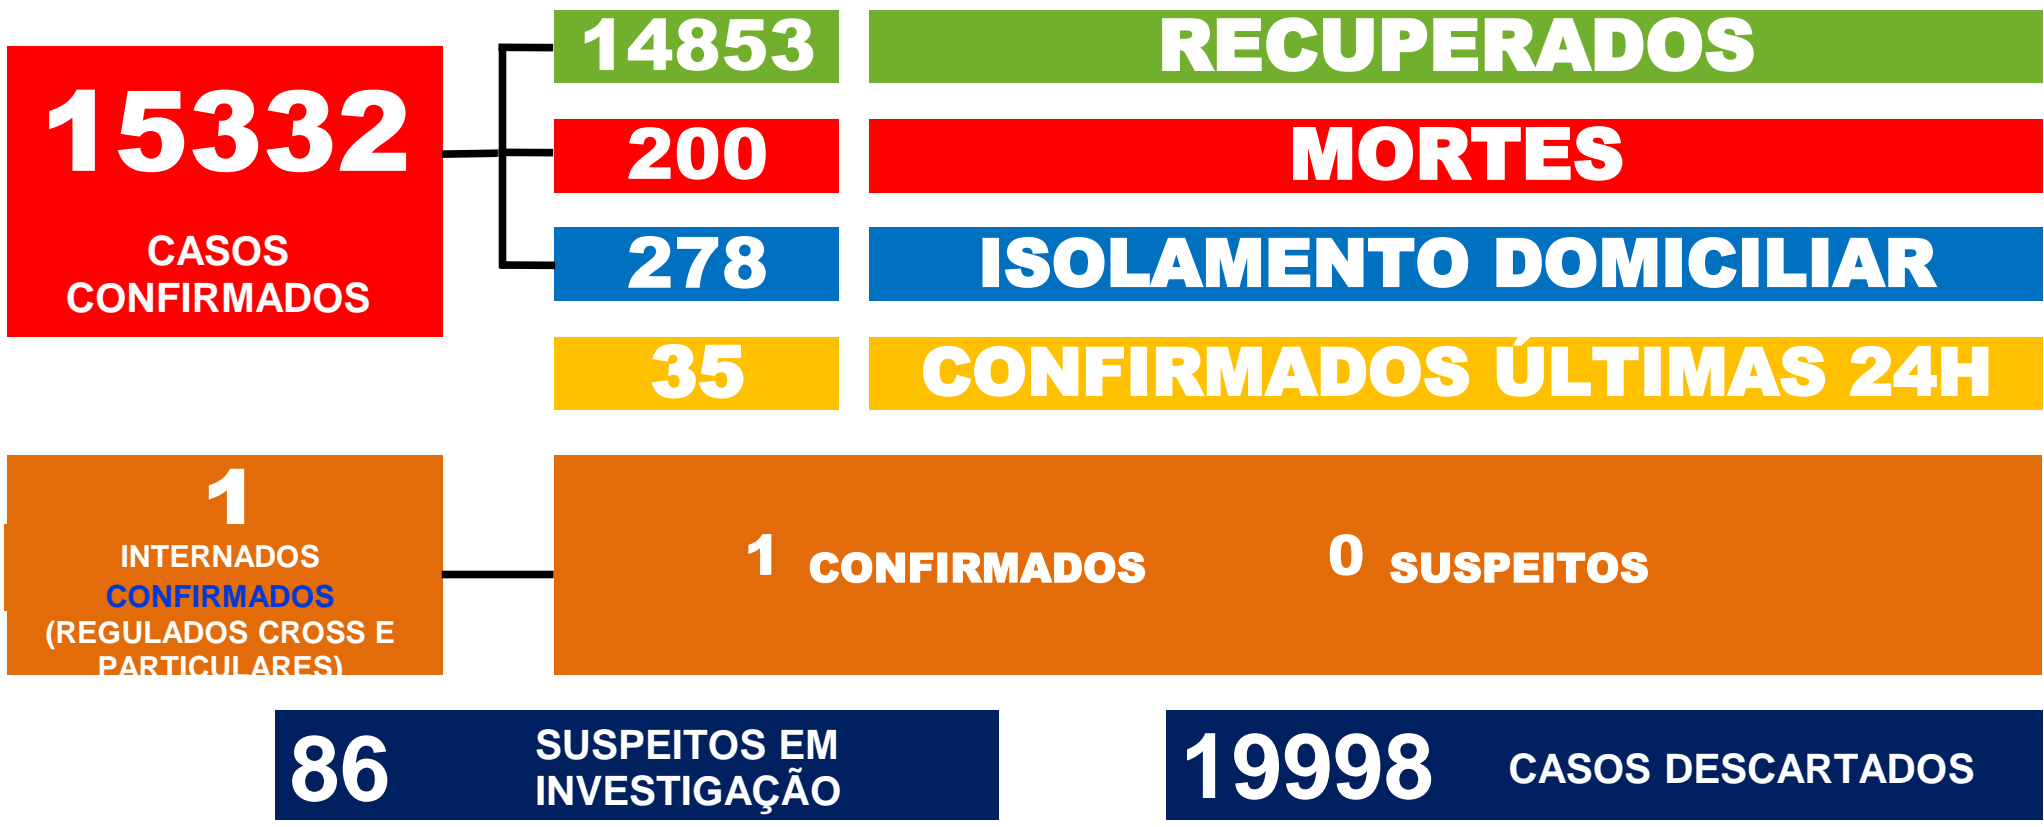 15332
CASOS
CONFIRMADOS
14853 RECUPERADOS
200 MORTES
278 ISOLAMENTO DOMICILIAR
35 CONFIRMADOS ÚLTIMAS 24H
1
INTERNADOS
CONFIRMADOS
(REGULADOS CROSS E
PARTICULARES)
1 CONFIRMADOS 0 SUSPEITOS
86 SUSPEITOS EM
INVESTIGAÇÃO
19998 CASOS DESCARTADOS